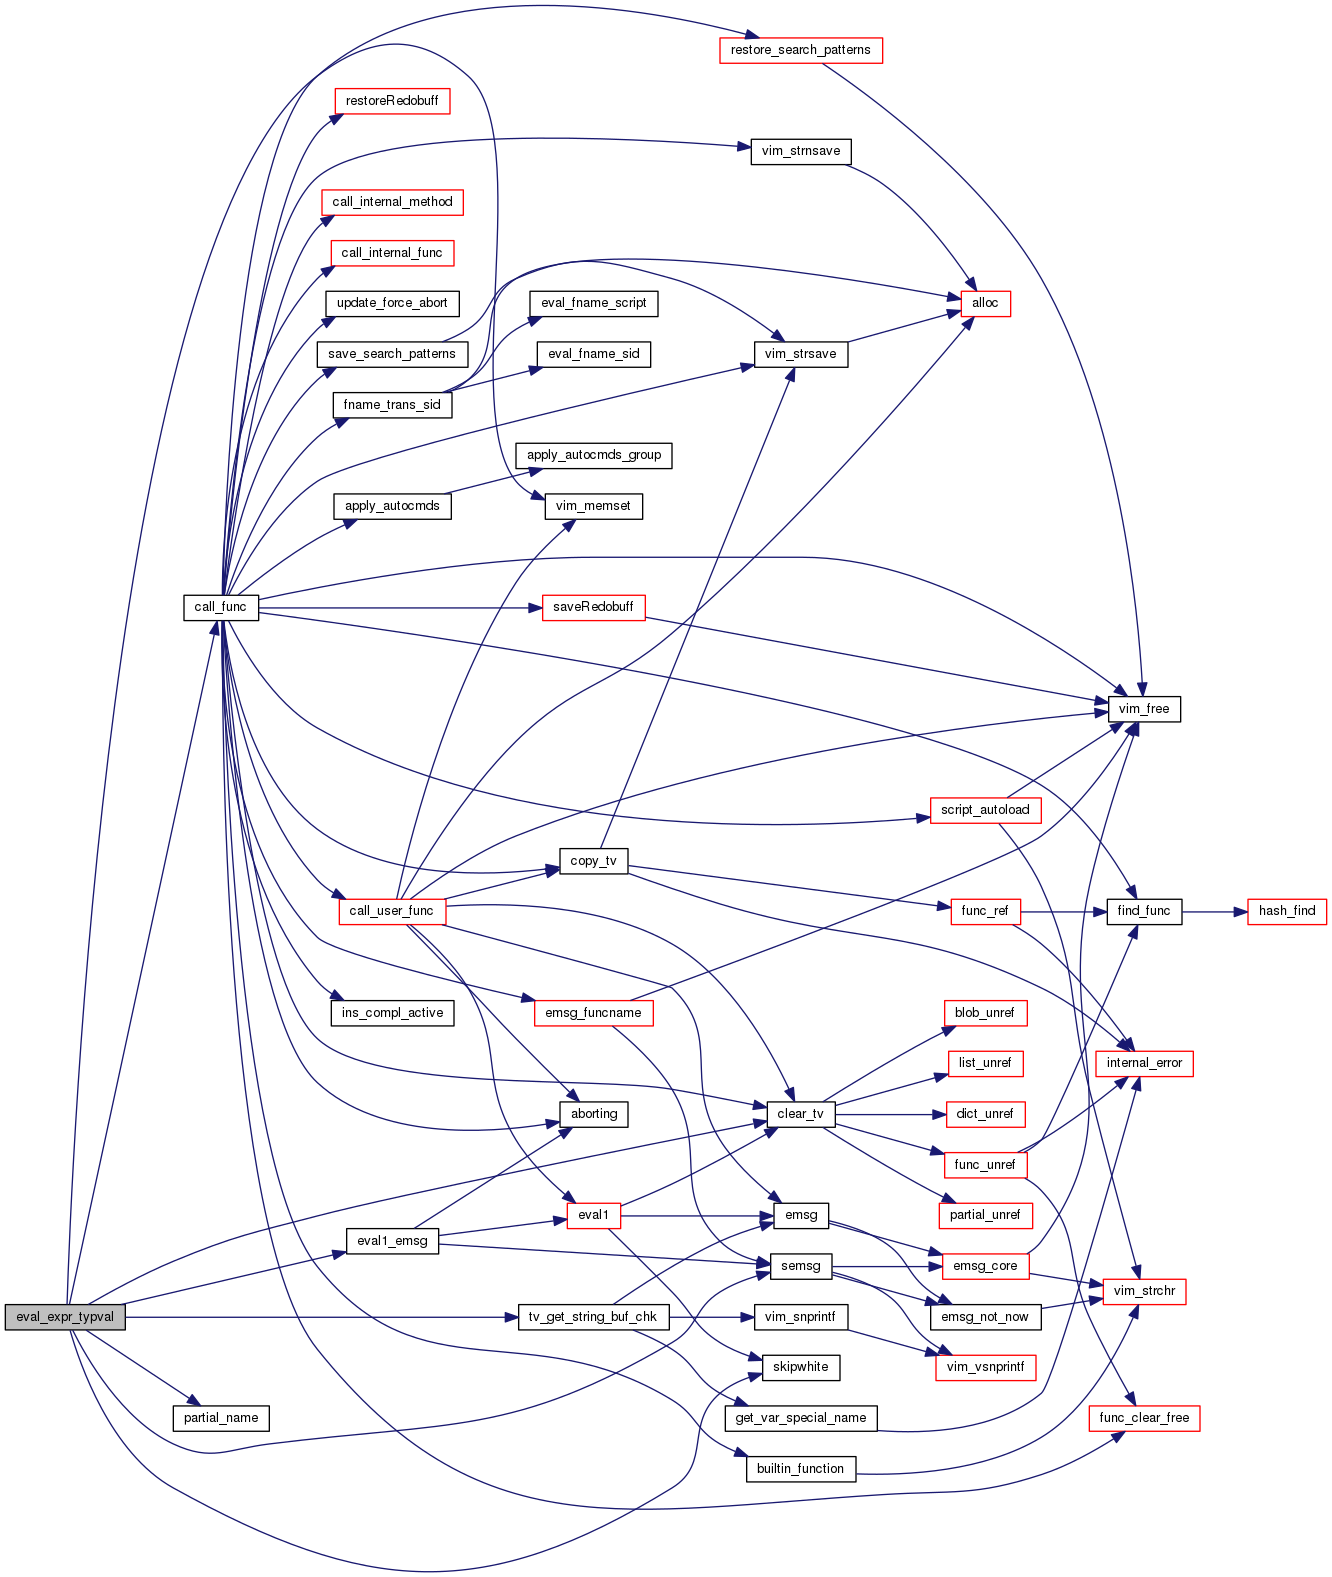 restore_search_patterns
restoreRedobuff
vim_strnsave
call_internal_method
call_internal_func
update_force_abort
eval_fname_script
alloc
save_search_patterns
eval_fname_sid
vim_strsave
fname_trans_sid
apply_autocmds_group
apply_autocmds
vim_memset
call_func
saveRedobuff
vim_free
script_autoload
copy_tv
call_user_func
func_ref
find_func
hash_find
ins_compl_active
emsg_funcname
blob_unref
list_unref
internal_error
aborting
clear_tv
dict_unref
func_unref
eval1
emsg
partial_unref
eval1_emsg
semsg
emsg_core
vim_strchr
eval_expr_typval
tv_get_string_buf_chk
vim_snprintf
emsg_not_now
skipwhite
vim_vsnprintf
partial_name
get_var_special_name
func_clear_free
builtin_function